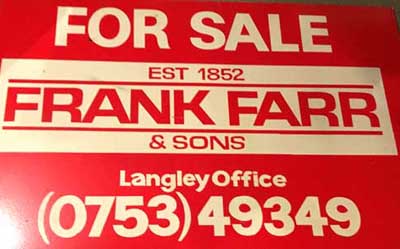 FOR SALE
EST 1852
FRANK FARR
& SONS
Langley Office
(0753) 49349